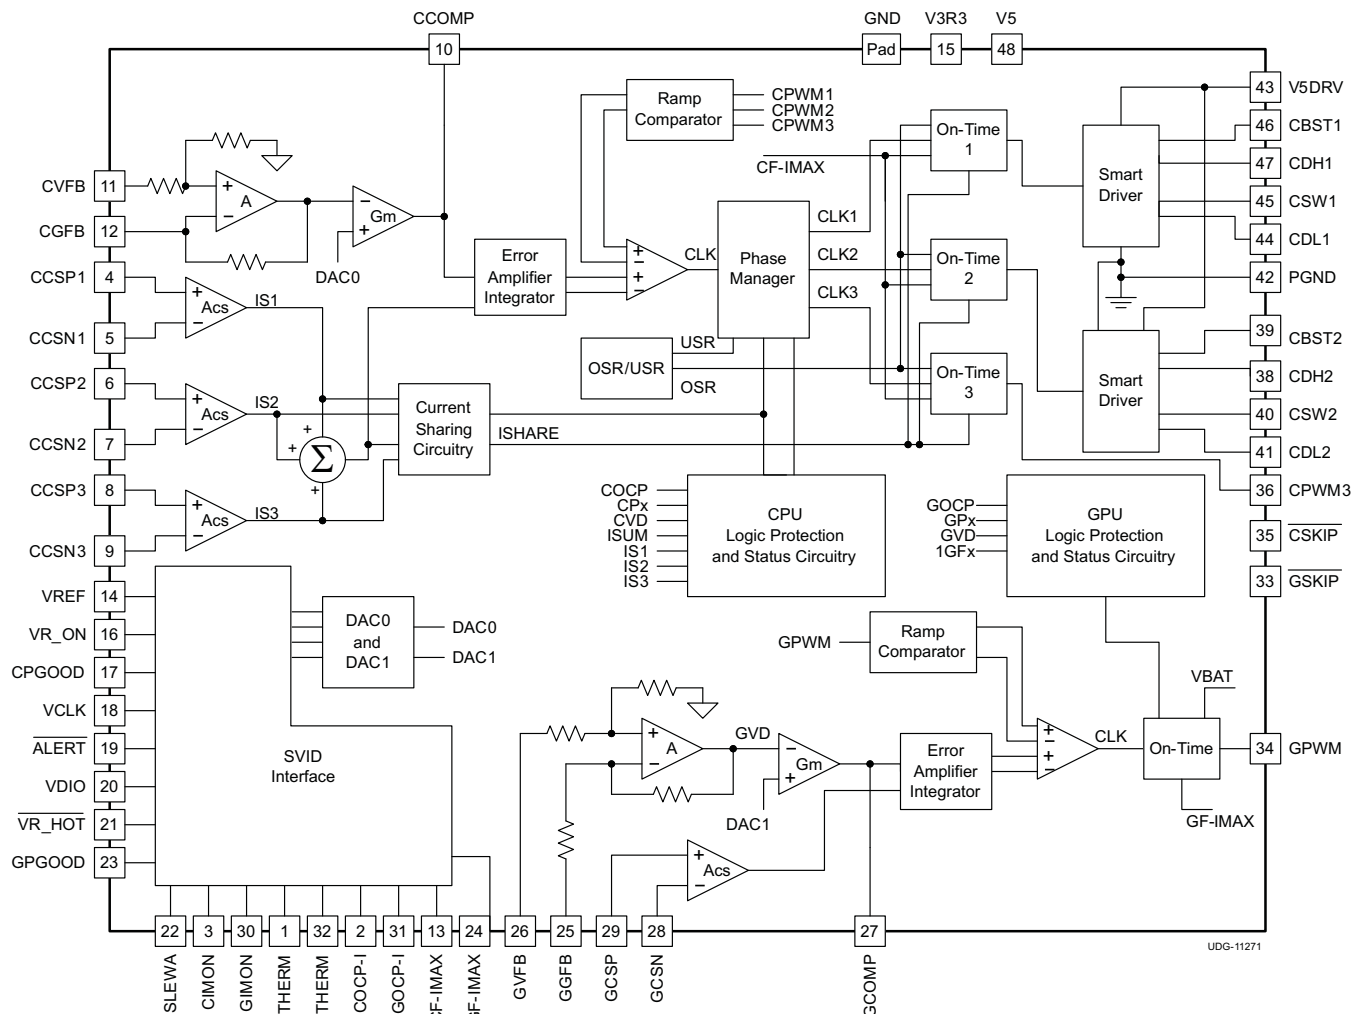 CCOMP
GND
V3R3
V5
10
Pad
15
48
43
V5DRV
Ramp
Comparator
CPWM1
CPWM2
CPWM3
On-Time
1
46
CBST1
CF-IMAX
Smart
Driver
47
CDH1
CVFB
11
+
−
A
−
+
Gm
45
CSW1
CGFB
12
DAC0
CLK1
44
CDL1
Error
Amplifier
Integrator
+
−
+
−
CLK
Phase
Manager
CLK2
On-Time
2
CCSP1
4
+
−
Acs
IS1
CLK3
42
PGND
CCSN1
5
USR
OSR/USR
OSR
39
CBST2
CCSP2
6
+
−
Acs
IS2
Current
Sharing
Circuitry
On-Time
3
Smart
Driver
38
CDH2
40
CSW2
CCSN2
7
+
+
Σ
+
ISHARE
41
CDL2
CCSP3
8
+
−
Acs
IS3
36
CPWM3
COCP
CPx
CVD
ISUM
IS1
IS2
IS3
CPU
Logic Protection
and Status Circuitry
GOCP
GPx
GVD
1GFx
GPU
Logic Protection
and Status Circuitry
35
CSKIP
CCSN3
9
33
GSKIP
VREF
14
VR_ON
16
CPGOOD
17
VCLK
18
ALERT
19
VDIO
20
VR_HOT
21
GPGOOD
23
SVID
Interface
DAC0
and
DAC1
DAC0
DAC1
GPWM
Ramp
Comparator
VBAT
+
−
A
GVD
−
+
Gm
DAC1
Error
Amplifier
Integrator
+
−
+
−
CLK
On-Time
34
GPWM
GF-IMAX
+
−
Acs
22
3
30
1
32
2
31
13
24
26
25
29
28
27
UDG-11271
SLEWA
CIMON
GIMON
THERM
THERM
COCP-I
GOCP-I
CF-IMAX
GF-IMAX
GVFB
GGFB
GCSP
GCSN
GCOMP